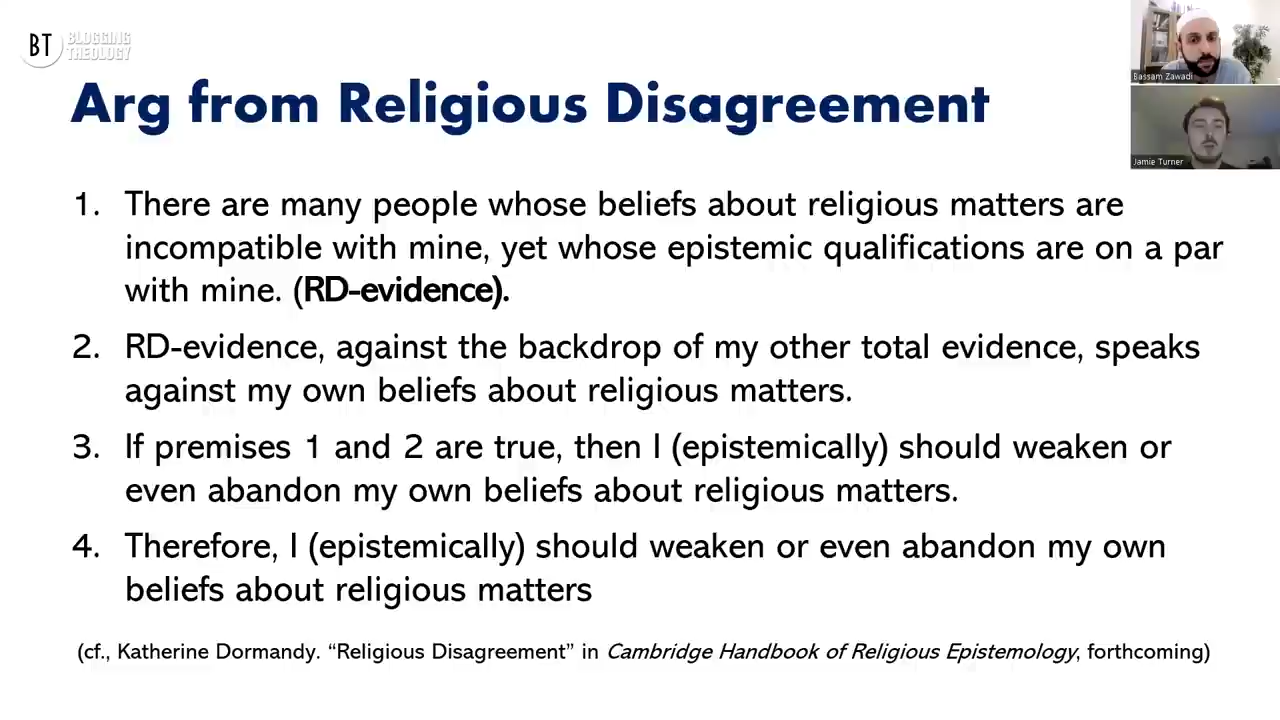 BT BLOGGING
THEOLOGY
Arg from Religious Disagreement
Bassam Zawadi
Jamie Turner
1. There are many people whose beliefs about religious matters are
incompatible with mine, yet whose epistemic qualifications are on a par
with mine. (RD-evidence).
2. RD-evidence, against the backdrop of my other total evidence, speaks
against my own beliefs about religious matters.
3. If premises 1 and 2 are true, then I (epistemically) should weaken or
even abandon my own beliefs about religious matters.
4. Therefore, I (epistemically) should weaken or even abandon my own
beliefs about religious matters
(cf., Katherine Dormandy. “Religious Disagreement” in Cambridge Handbook of Religious Epistemology, forthcoming)